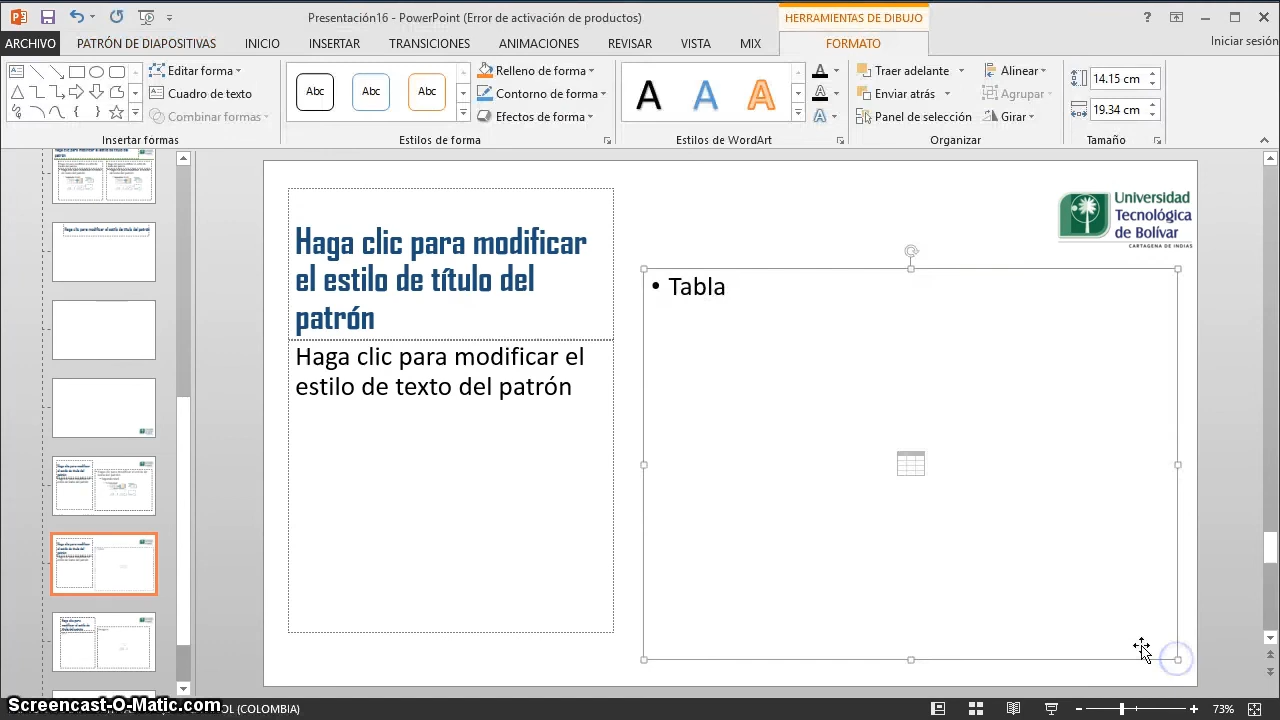 Presentación16 - PowerPoint (Error de activación de productos)
HERRAMIENTAS DE DIBUJO
ARCHIVO PATRÓN DE DIAPOSITIVAS INICIO INSERTAR TRANSICIONES ANIMACIONES REVISAR VISTA MIX FORMATO Iniciar sesión
Editar forma
Cuadro de texto
Combinar formas
Insertar formas
Abc Abc Abc
Relleno de forma
Contorno de forma
Efectos de forma
Estilos de forma
A A A
Estilos de WordArt
Traer adelante
Enviar atrás
Panel de selección
Alinear
Agrupar
Girar
Organizar
14.15 cm
19.34 cm
Tamaño
Haga clic para modificar
el estilo de título del
patrón
Haga clic para modificar el
estilo de texto del patrón
Universidad
Tecnológica
de Bolívar
CARTAGENA DE INDIAS
• Tabla
Screencast-O-Matic.com
(COLOMBIA)
73%